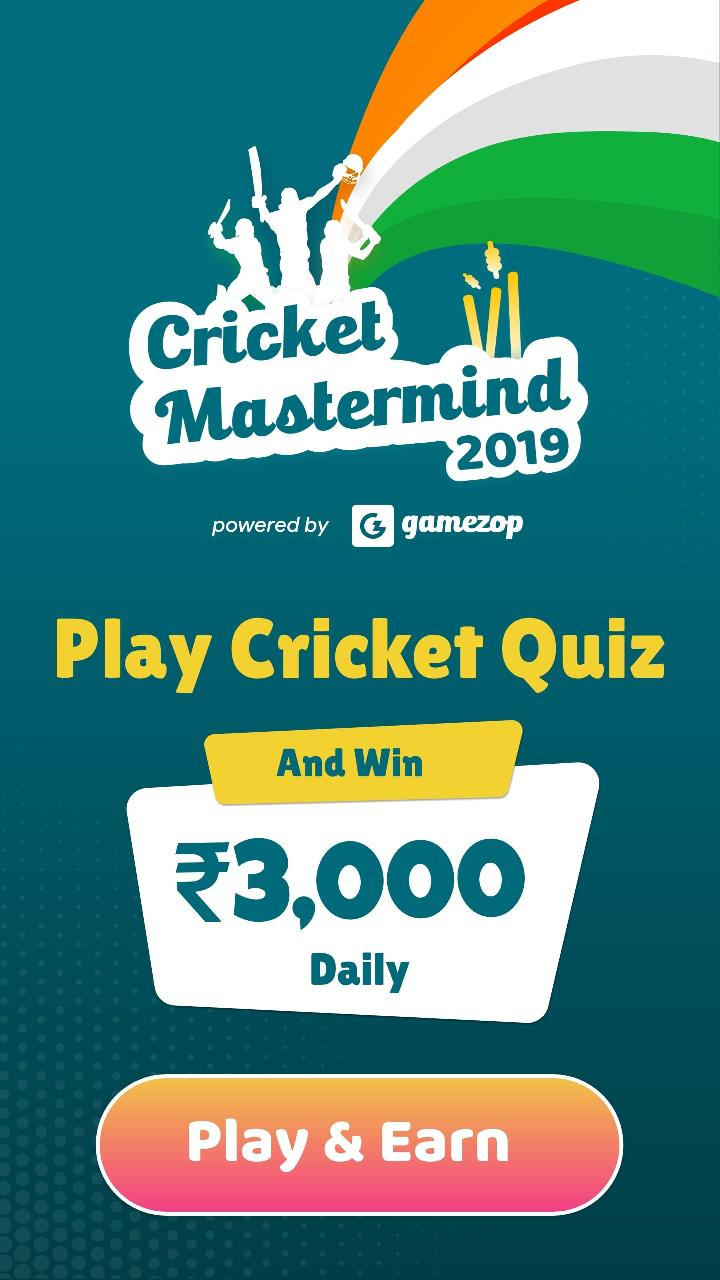 Cricket
Mastermind
2019
powered by gamezop
Play Cricket Quiz
And Win
₹3,000
Daily
Play & Earn